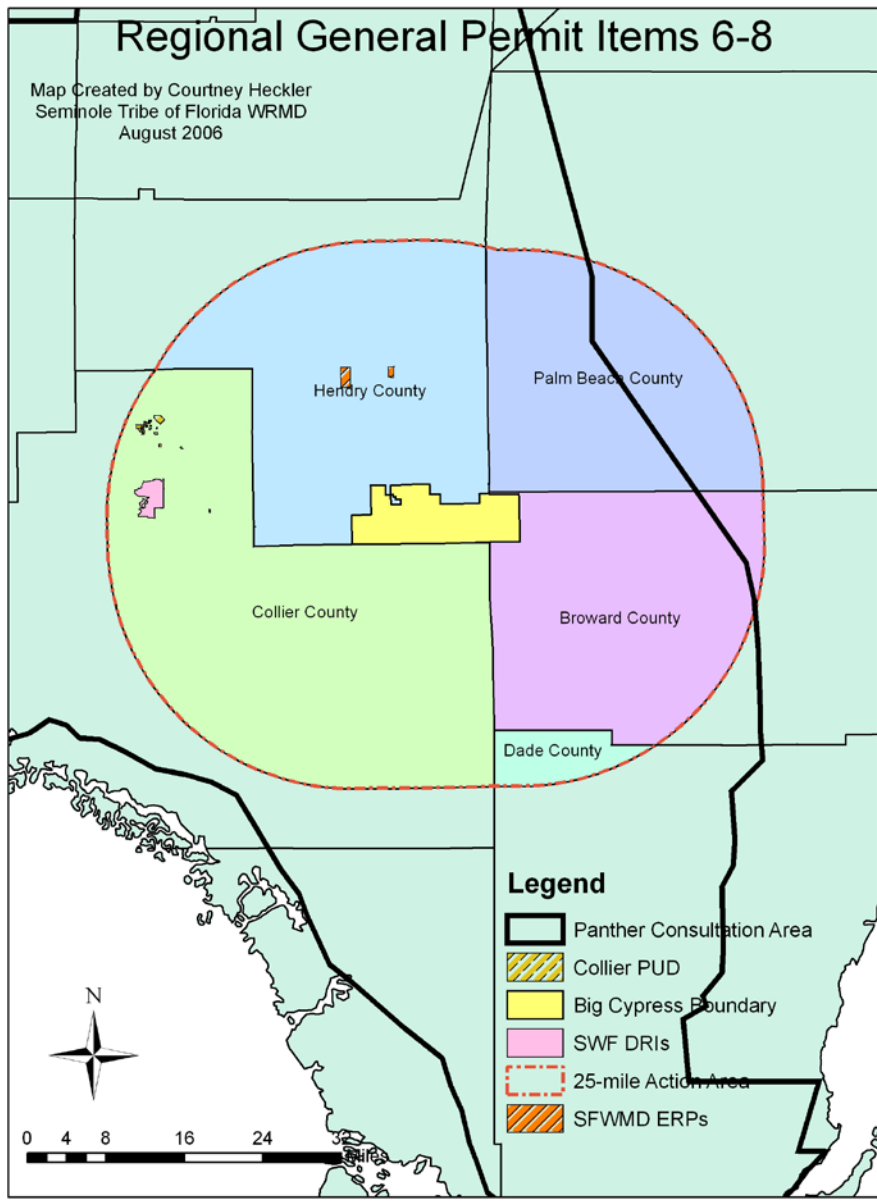 Regional General Permit Items 6-8
Map Created by Courtney Heckler
Seminole Tribe of Florida WRMD
August 2006
Hendry County
Palm Beach County
Collier County
Broward County
Dade County
Legend
Panther Consultation Area
Collier PUD
Big Cypress Boundary
SWF DRIs
25-mile Action Area
SFWMD ERPs
N
0 2 4 8 16 24 32
Miles